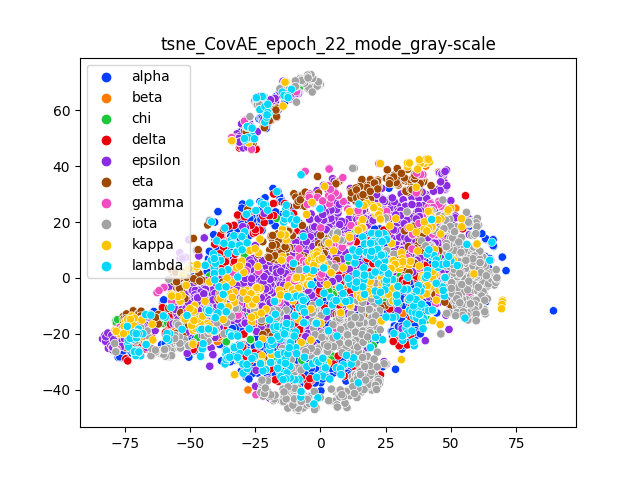 tsne_CovAE_epoch_22_mode_gray-scale
alpha
beta
chi
delta
epsilon
eta
gamma
iota
kappa
lambda
60
40
20
0
−20
−40
−75 −50 −25 0 25 50 75